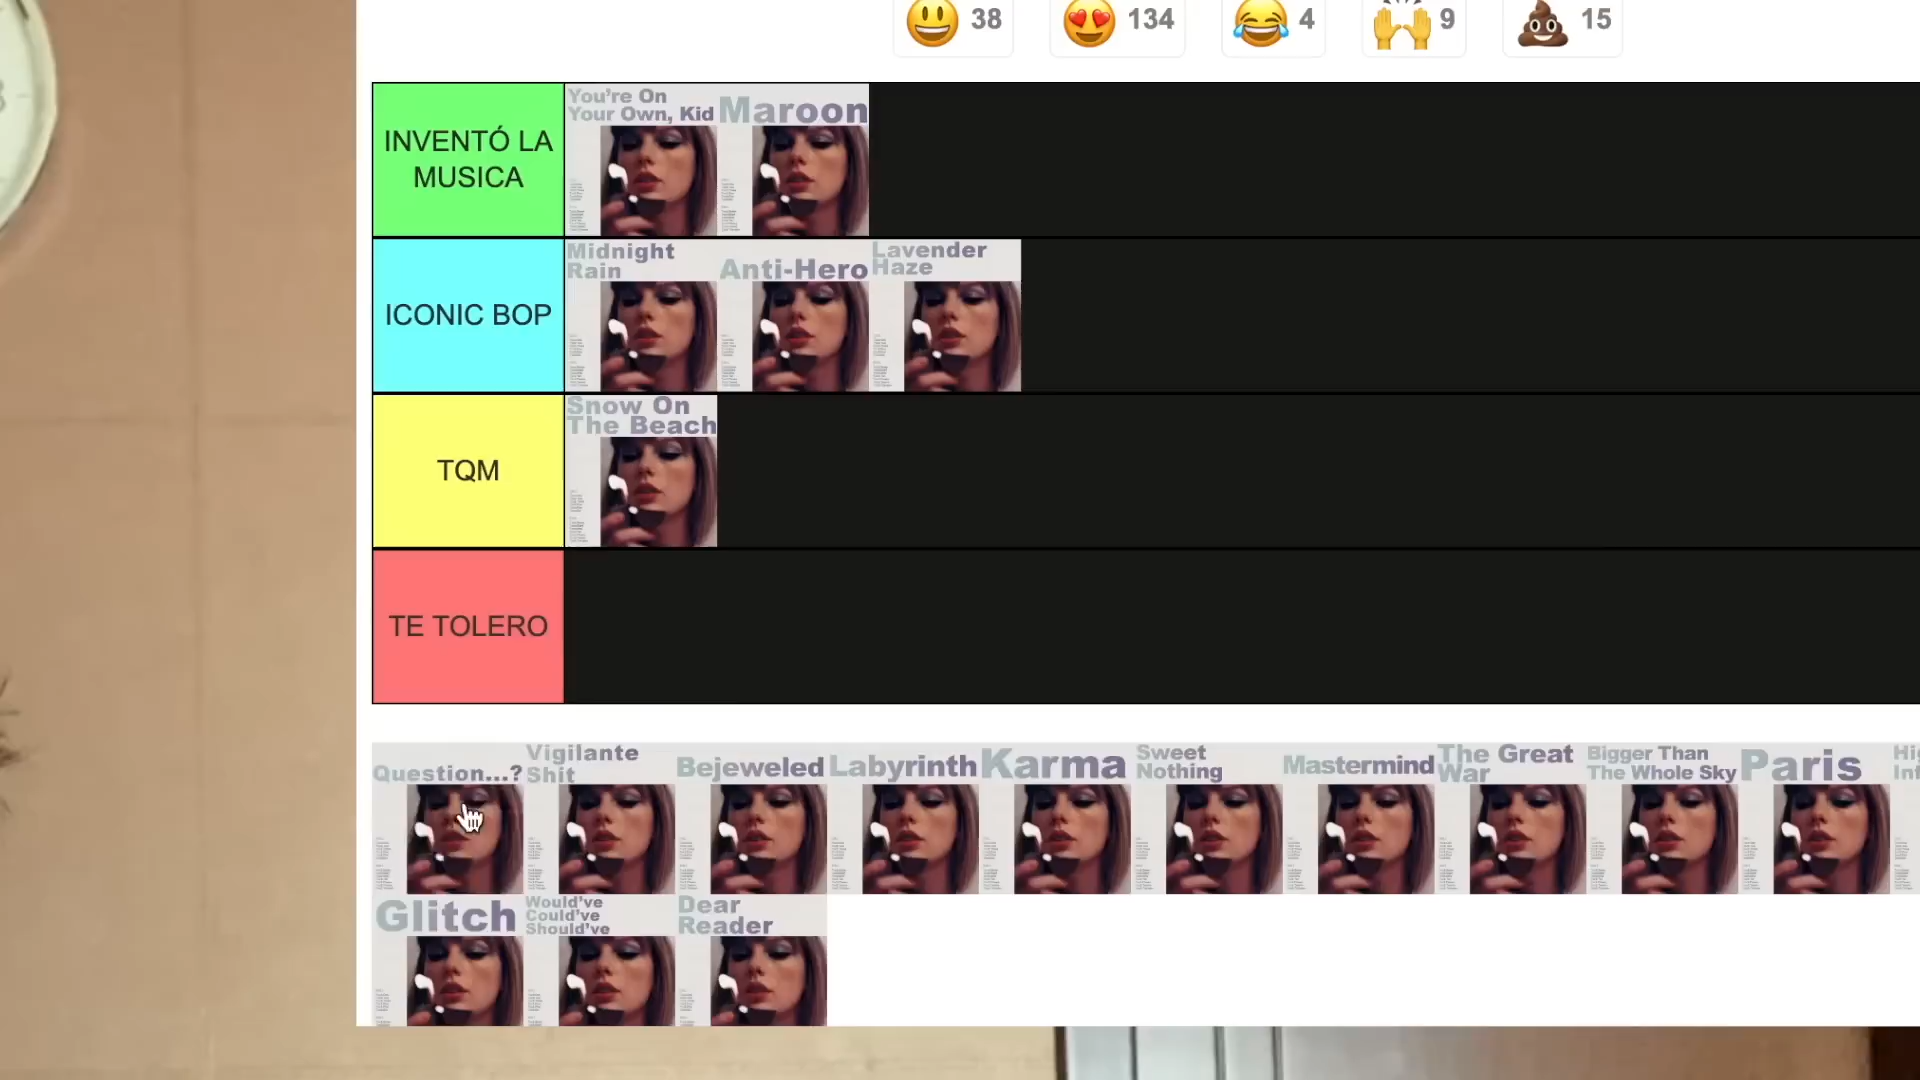 38
134
4
9
15
INVENTÓ LA
MUSICA
You're On
Your Own, Kid
Maroon
ICONIC BOP
Midnight
Rain
Anti-Hero
Lavender
Haze
TQM
Snow On
The Beach
TE TOLERO
Question...?
Vigilante
Shit
Bejeweled
Labyrinth
Karma
Sweet
Nothing
Mastermind
The Great
War
Bigger Than
The Whole Sky
Paris
Glitch
Would've
Could've
Should've
Dear
Reader